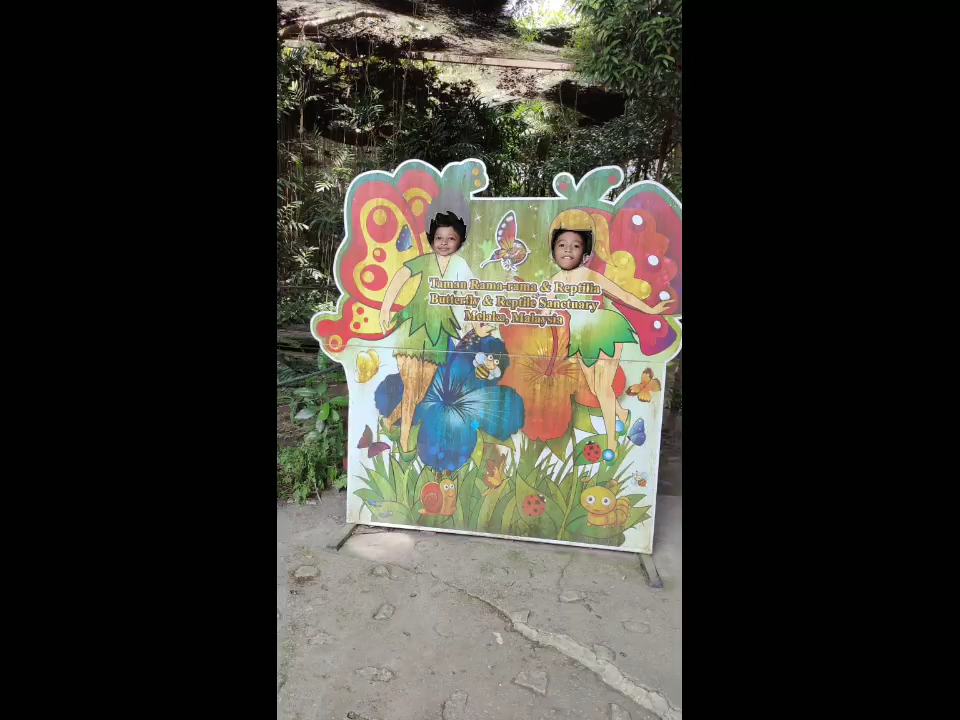 Taman Rama-rama & Reptilia
Butterfly & Reptile Sanctuary
Melaka, Malaysia